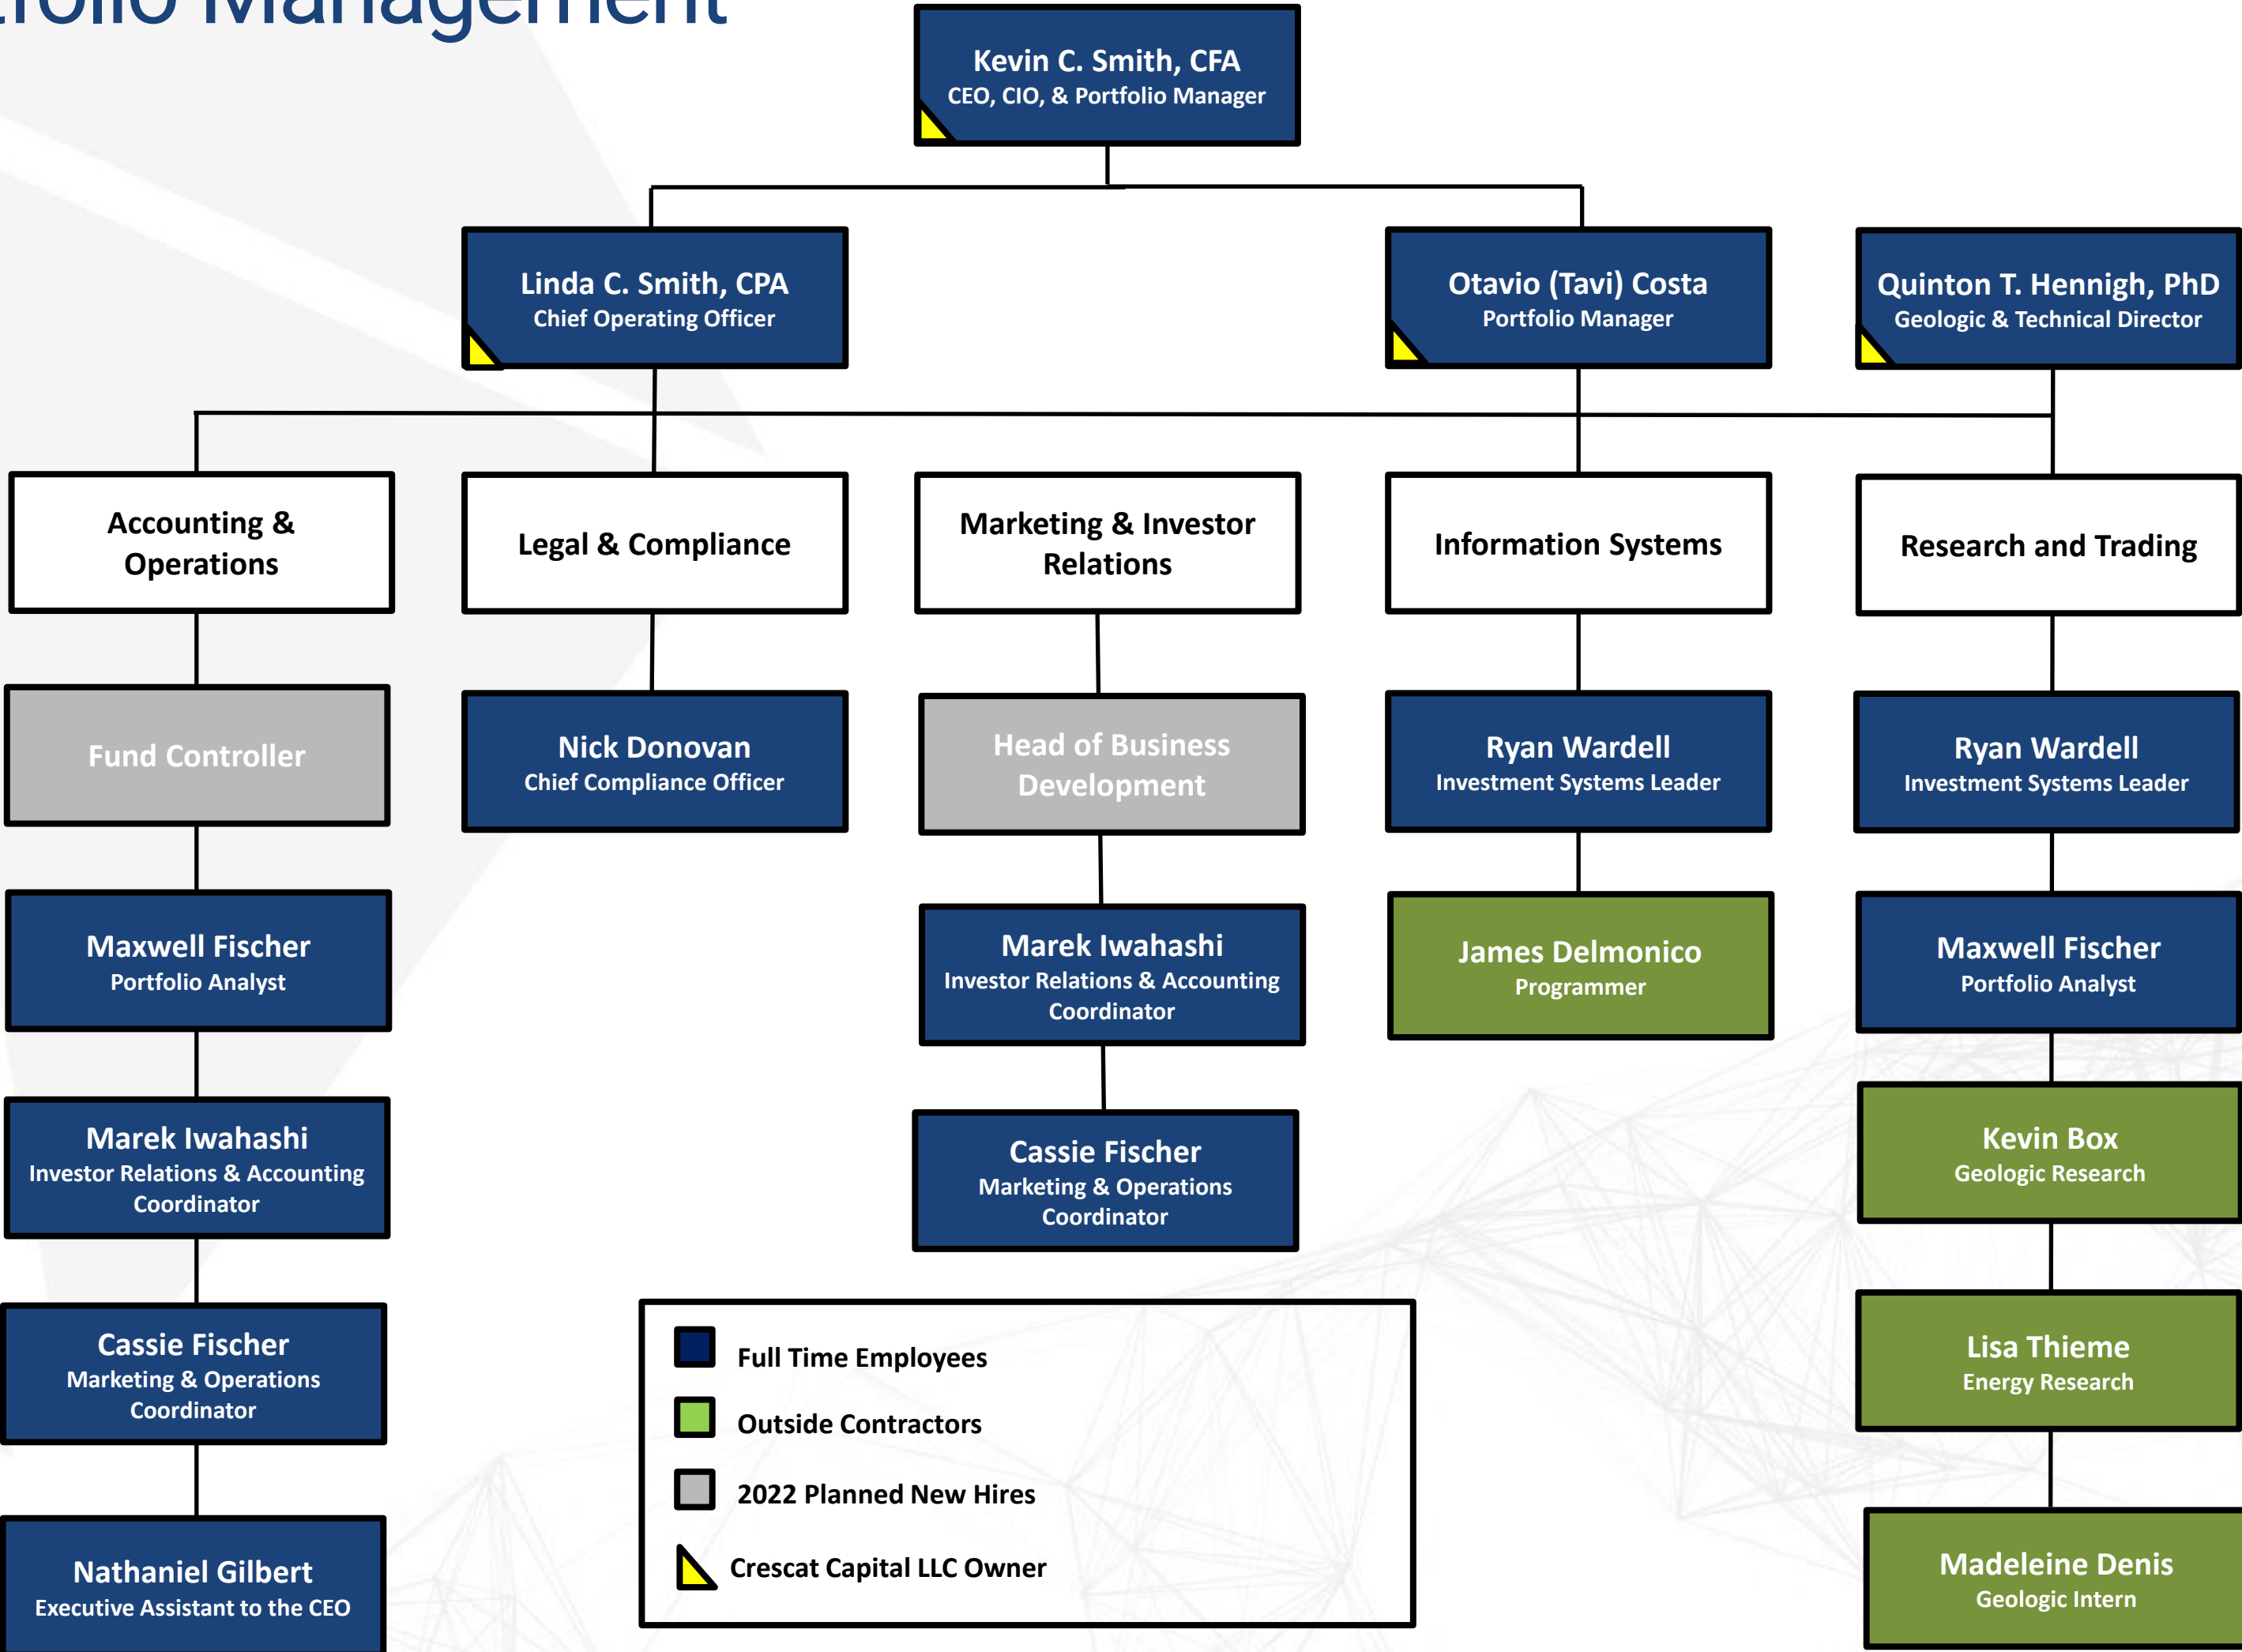 tfolio Management
Kevin C. Smith, CFA
CEO, CIO, & Portfolio Manager
Linda C. Smith, CPA
Chief Operating Officer
Otavio (Tavi) Costa
Portfolio Manager
Quinton T. Hennigh, PhD
Geologic & Technical Director
Accounting &
Operations
Legal & Compliance
Marketing & Investor
Relations
Information Systems
Research and Trading
Fund Controller
Nick Donovan
Chief Compliance Officer
Head of Business
Development
Ryan Wardell
Investment Systems Leader
Ryan Wardell
Investment Systems Leader
Maxwell Fischer
Portfolio Analyst
Marek Iwahashi
Investor Relations & Accounting
Coordinator
James Delmonico
Programmer
Maxwell Fischer
Portfolio Analyst
Marek Iwahashi
Investor Relations & Accounting
Coordinator
Cassie Fischer
Marketing & Operations
Coordinator
Kevin Box
Geologic Research
Cassie Fischer
Marketing & Operations
Coordinator
Lisa Thieme
Energy Research
Nathaniel Gilbert
Executive Assistant to the CEO
Madeleine Denis
Geologic Intern
Full Time Employees
Outside Contractors
2022 Planned New Hires
Crescat Capital LLC Owner